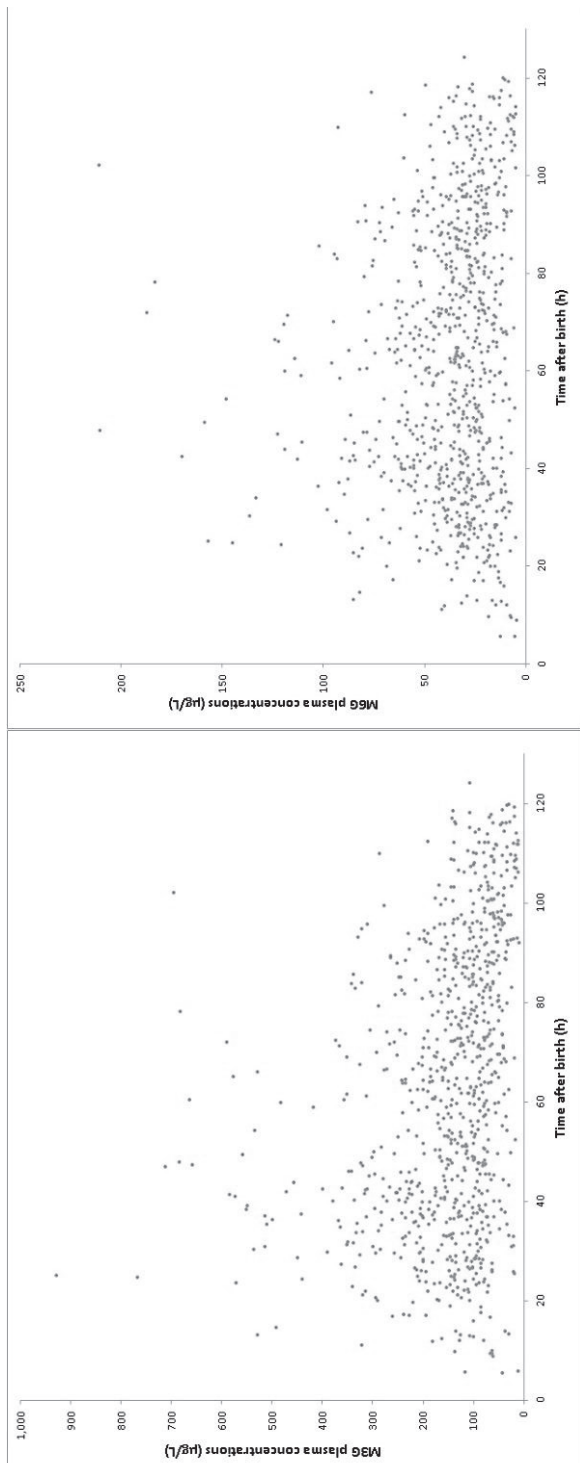 M3G plasma concentrations (µg/L)
1,000
900
800
700
600
500
400
300
200
100
0
0 20 40 60 80 100 120
Time after birth (h)
M6G plasma concentrations (µg/L)
250
200
150
100
50
0
0 20 40 60 80 100 120
Time after birth (h)